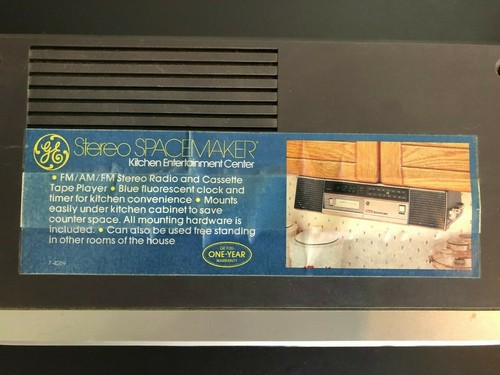 GE Stereo SPACEMAKER
Kitchen Entertainment Center
• FM/AM/FM Stereo Radio and Cassette
Tape Player • Blue fluorescent clock and
timer for kitchen convenience • Mounts
easily under kitchen cabinet to save
counter space. All mounting hardware is
included. • Can also be used free standing
in other rooms of the house
ONE-YEAR
WARRANTY